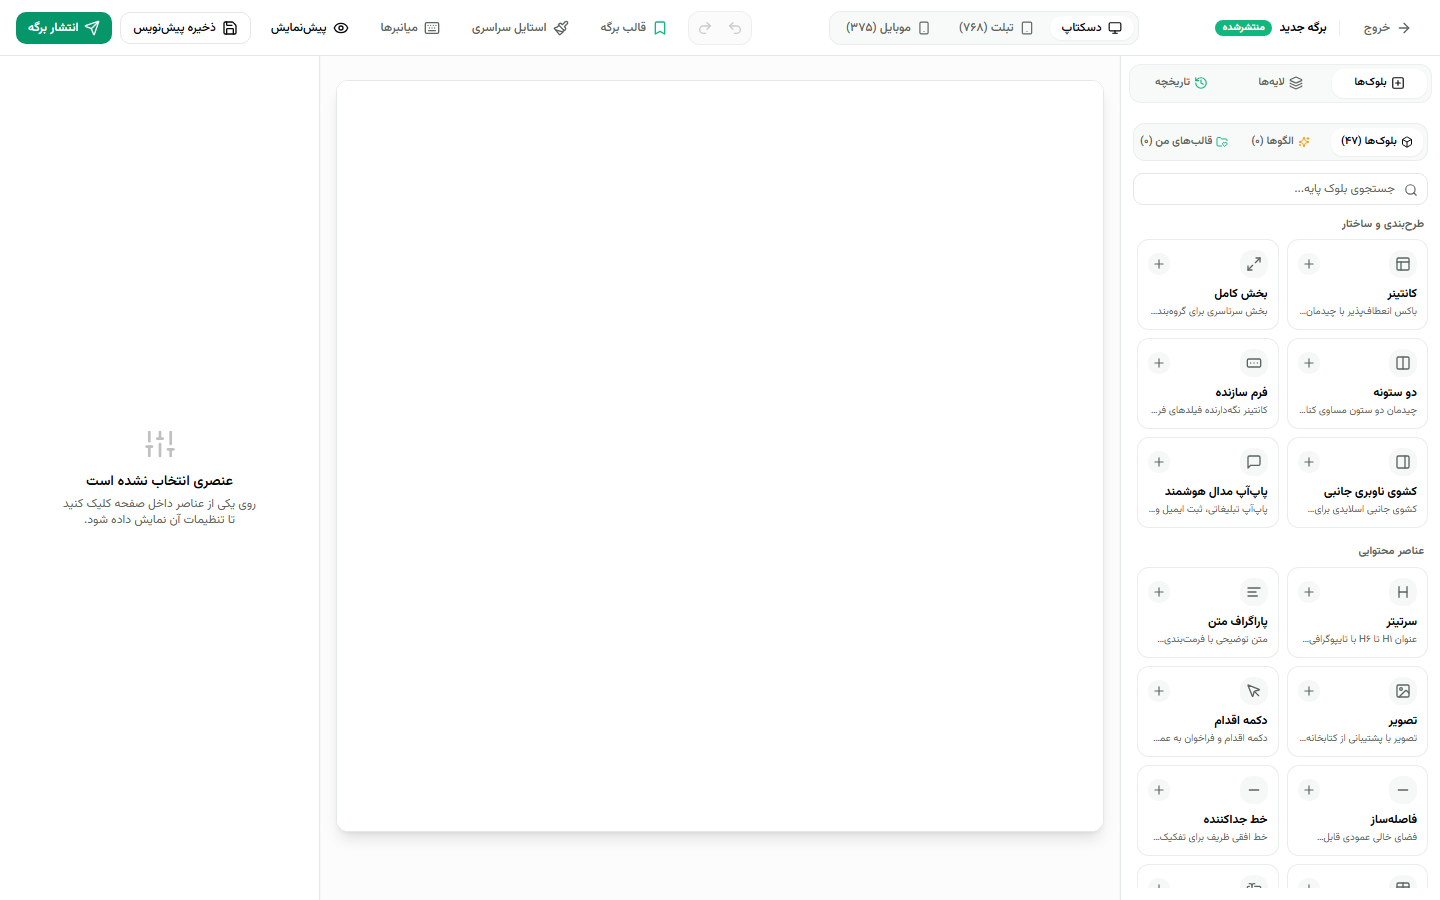 خروج
برگه جدید
منتشرشده
دسکتاپ
تبلت (۷۶۸)
موبایل (۳۷۵)
قالب برگه
استایل سراسری
میانبرها
پیش‌نمایش
ذخیره پیش‌نویس
انتشار برگه
بلوک‌ها
لایه‌ها
تاریخچه
بلوک‌ها (۴۷)
الگوها (۰)
قالب‌های من (۰)
جستجوی بلوک پایه...
طرح‌بندی و ساختار
کانتینر
باکس انعطاف‌پذیر با چیدمان...
بخش کامل
بخش سرتاسری برای گروه‌بند...
دو ستونه
چیدمان دو ستون مساوی کنا...
فرم سازنده
کانتینر نگه‌دارنده فیلدهای فر...
کشوی ناوبری جانبی
کشوی جانبی اسلایدی برای...
پاپ‌آپ مدال هوشمند
پاپ‌آپ تبلیغاتی، ثبت ایمیل و...
عناصر محتوایی
سرتیتر
عنوان H۱ تا H۶ با تایپوگرافی...
پاراگراف متن
متن توضیحی با فرمت‌بندی...
تصویر
تصویر با پشتیبانی از کتابخانه...
دکمه اقدام
دکمه اقدام و فراخوان به عمـ...
فاصله‌ساز
فضای خالی عمودی قابل...
خط جداکننده
خط افقی ظریف برای تفکیک...
عنصری انتخاب نشده است
روی یکی از عناصر داخل صفحه کلیک کنید
تا تنظیمات آن نمایش داده شود.